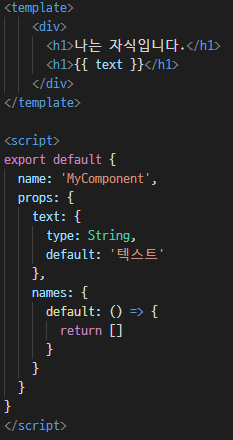 <template>
    <div>
      <h1>나는 자식입니다.</h1>
      <h1>{{ text }}</h1>
    </div>
</template>

<script>
export default {
  name: 'MyComponent',
  props: {
    text: {
      type: String,
      default: '텍스트'
    },
    names: {
      default: () => {
        return []
      }
    }
  }
}
</script>